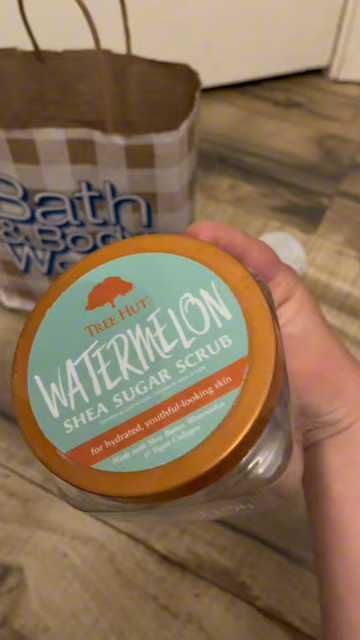 Bath
& Body
W
TREE HUT
WATERMELON
SHEA SUGAR SCRUB
for hydrated, youthful-looking skin
Made with Shea Butter, Watermelon
& Vegan Collagen